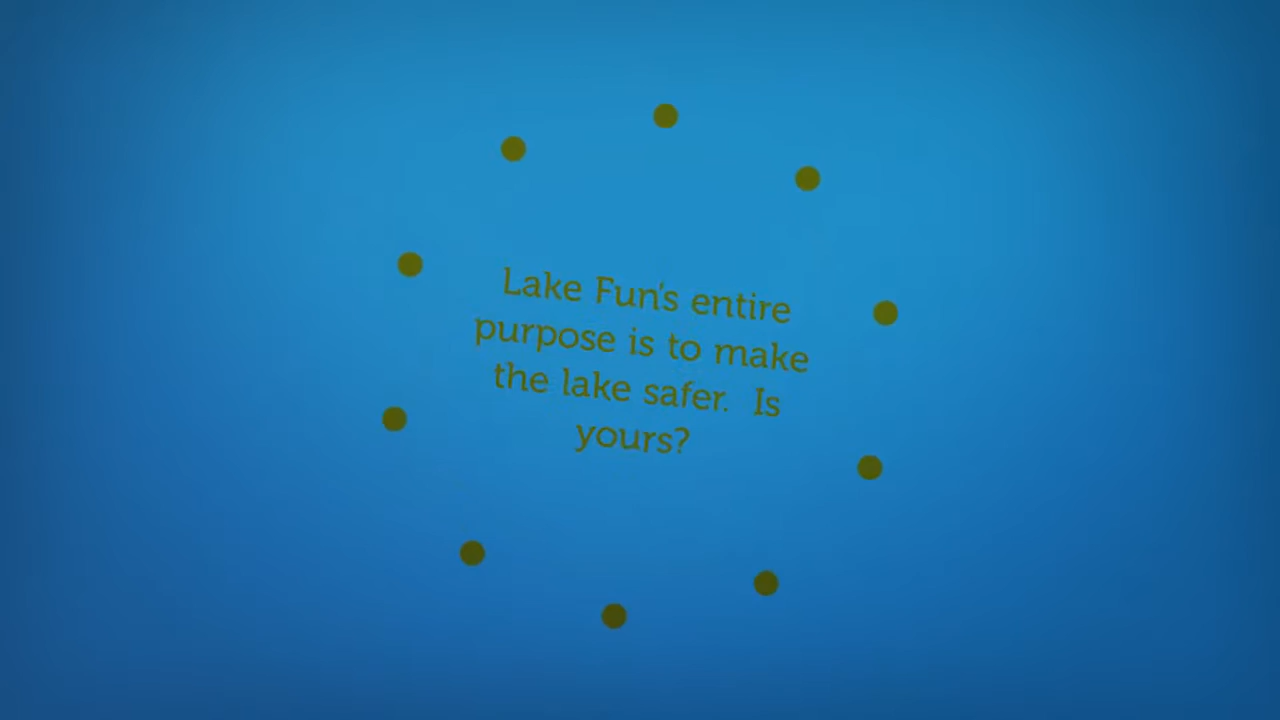 Lake Fun's entire
purpose is to make
the lake safer.  Is
yours?